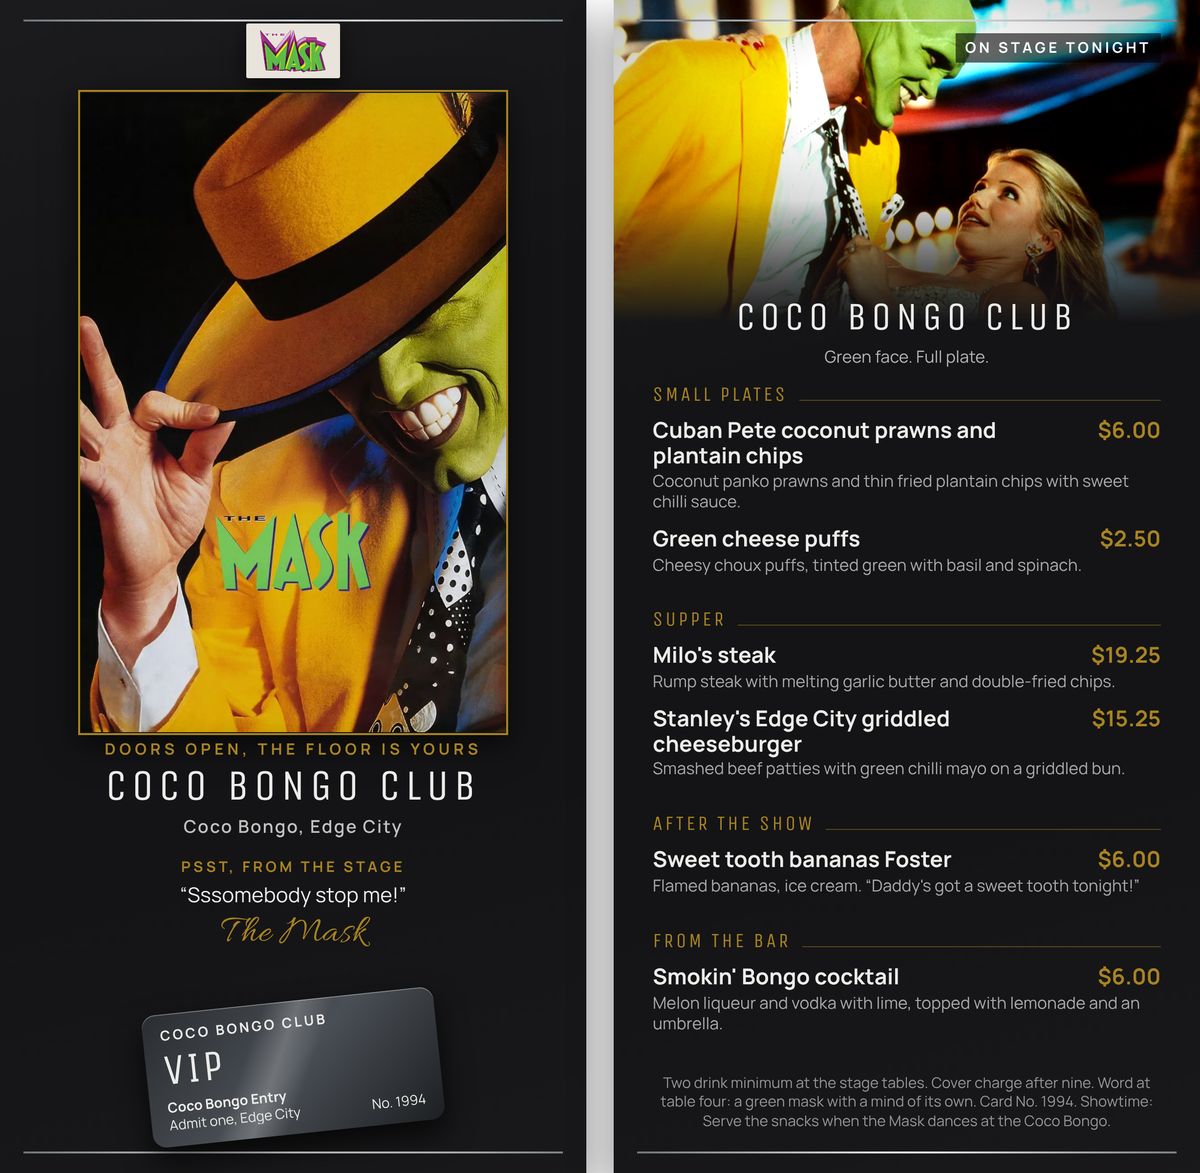 THE
MASK
THE
MASK
DOORS OPEN, THE FLOOR IS YOURS
COCO BONGO CLUB
Coco Bongo, Edge City
PSST, FROM THE STAGE
“Sssomebody stop me!”
The Mask
COCO BONGO CLUB
VIP
Coco Bongo Entry
Admit one, Edge City
No. 1994
ON STAGE TONIGHT
COCO BONGO CLUB
Green face. Full plate.
SMALL PLATES
Cuban Pete coconut prawns and $6.00
plantain chips
Coconut panko prawns and thin fried plantain chips with sweet
chilli sauce.
Green cheese puffs $2.50
Cheesy choux puffs, tinted green with basil and spinach.
SUPPER
Milo's steak $19.25
Rump steak with melting garlic butter and double-fried chips.
Stanley's Edge City griddled $15.25
cheeseburger
Smashed beef patties with green chilli mayo on a griddled bun.
AFTER THE SHOW
Sweet tooth bananas Foster $6.00
Flamed bananas, ice cream. “Daddy's got a sweet tooth tonight!”
FROM THE BAR
Smokin' Bongo cocktail $6.00
Melon liqueur and vodka with lime, topped with lemonade and an
umbrella.
Two drink minimum at the stage tables. Cover charge after nine. Word at
table four: a green mask with a mind of its own. Card No. 1994. Showtime:
Serve the snacks when the Mask dances at the Coco Bongo.